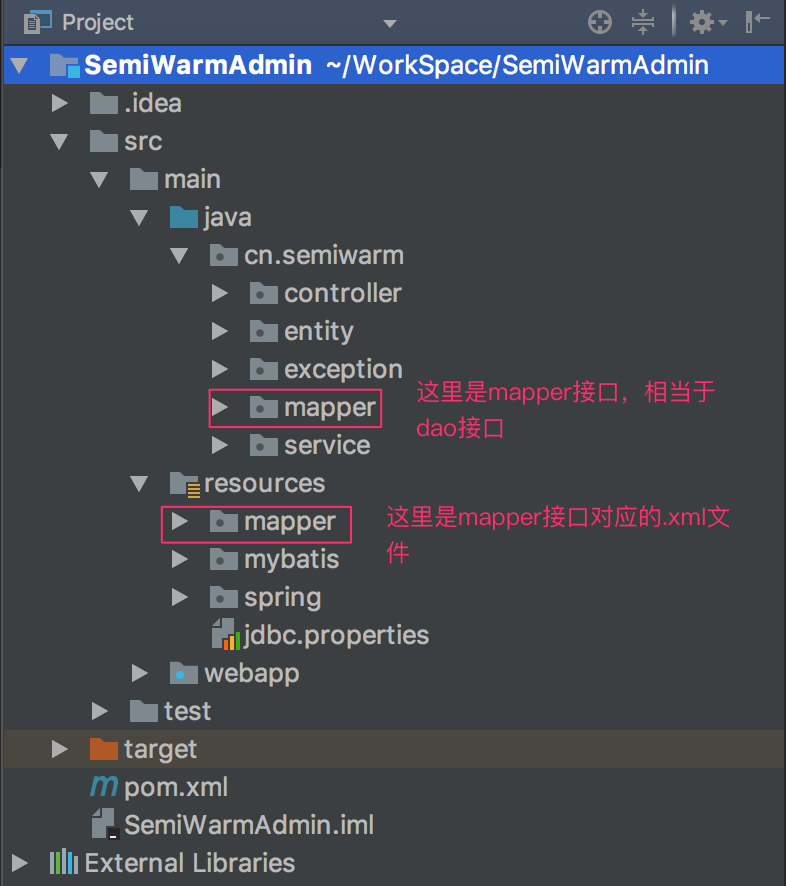 Project
SemiWarmAdmin ~/WorkSpace/SemiWarmAdmin
.idea
src
main
java
cn.semiwarm
controller
entity
exception
mapper
这里是mapper接口，相当于
dao接口
service
resources
mapper
这里是mapper接口对应的.xml文
件
mybatis
spring
jdbc.properties
webapp
test
target
pom.xml
SemiWarmAdmin.iml
External Libraries